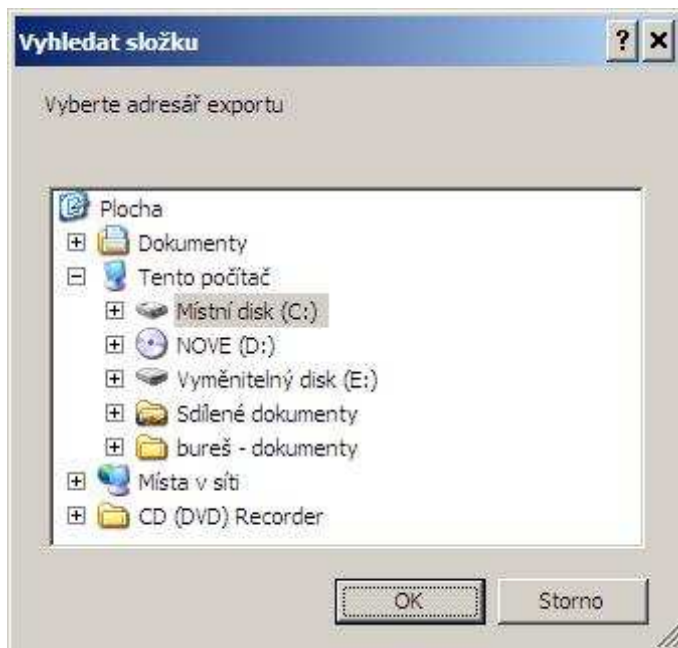 Vyhledat složku
Vyberte adresář exportu
Plocha
Dokumenty
Tento počítač
Místní disk (C:)
NOVE (D:)
Vyměnitelný disk (E:)
Sdílené dokumenty
bureš - dokumenty
Místa v síti
CD (DVD) Recorder
OK Storno